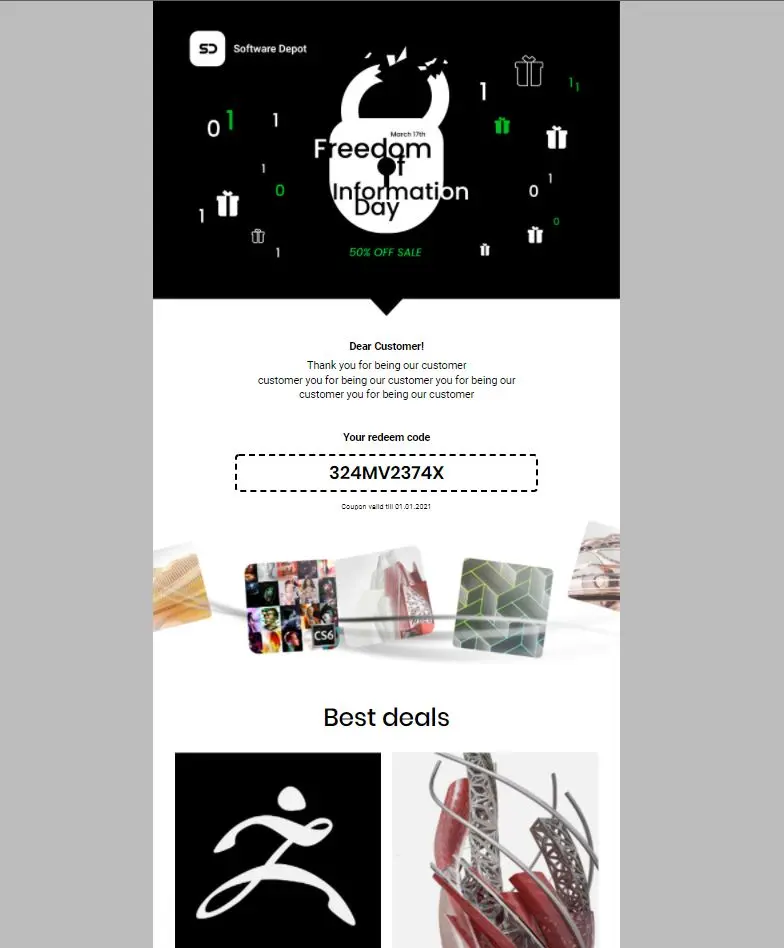 SD Software Depot
March 17th
Freedom
of
Information
Day
50% OFF SALE
1
1
1
0
1
1
1
0
0
1
1
0
1
0
1
Dear Customer!
Thank you for being our customer
customer you for being our customer you for being our
customer you for being our customer
Your redeem code
324MV2374X
Coupon valid till 01.01.2021
CS6
Best deals